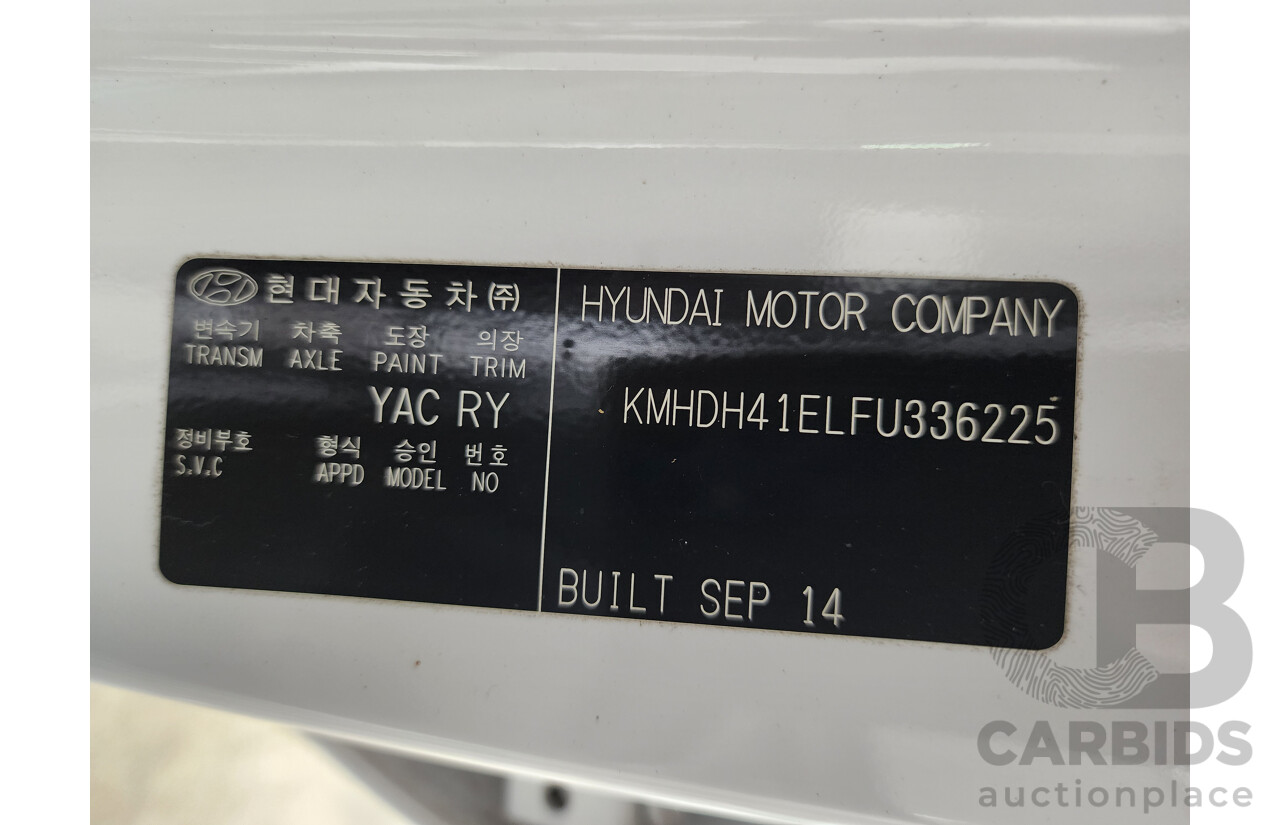 현대자동차㈜
변속기 차축 도장 의장
TRANSM AXLE PAINT TRIM
YAC RY
정비부호 형식 승인 번호
S.V.C APPD MODEL NO
HYUNDAI MOTOR COMPANY
KMHDH41ELFU336225
BUILT SEP 14
CB
CARBIDS
auctionplace